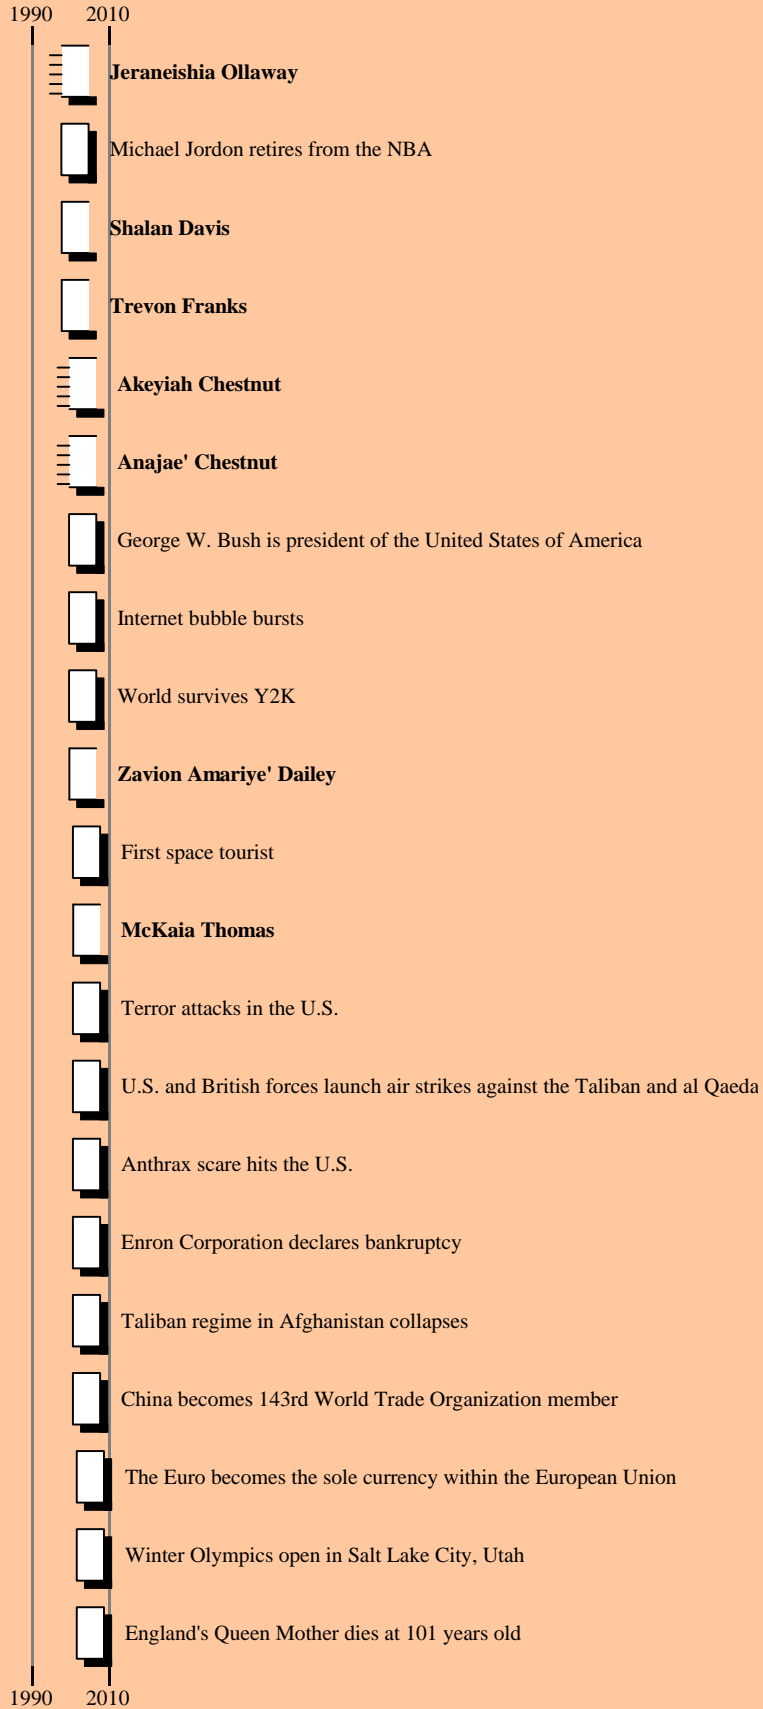 1990 2010
Jeraneishia Ollaway
Michael Jordon retires from the NBA
Shalan Davis
Trevon Franks
Akeyiah Chestnut
Anajae' Chestnut
George W. Bush is president of the United States of America
Internet bubble bursts
World survives Y2K
Zavion Amariye' Dailey
First space tourist
McKaia Thomas
Terror attacks in the U.S.
U.S. and British forces launch air strikes against the Taliban and al Qaeda
Anthrax scare hits the U.S.
Enron Corporation declares bankruptcy
Taliban regime in Afghanistan collapses
China becomes 143rd World Trade Organization member
The Euro becomes the sole currency within the European Union
Winter Olympics open in Salt Lake City, Utah
England's Queen Mother dies at 101 years old
1990 2010